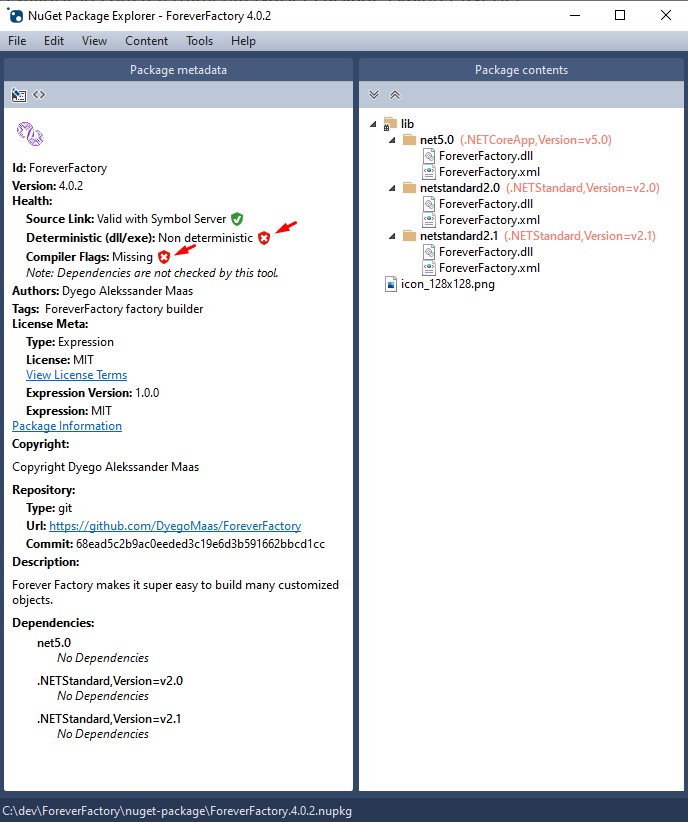 NuGet Package Explorer - ForeverFactory 4.0.2
File Edit View Content Tools Help
Package metadata
Id: ForeverFactory
Version: 4.0.2
Health:
Source Link: Valid with Symbol Server
Deterministic (dll/exe): Non deterministic
Compiler Flags: Missing
Note: Dependencies are not checked by this tool.
Authors: Dyego Alekssander Maas
Tags: ForeverFactory factory builder
License Meta:
Type: Expression
License: MIT
View License Terms
Expression Version: 1.0.0
Expression: MIT
Package Information
Copyright:
Copyright Dyego Alekssander Maas
Repository:
Type: git
Url: https://github.com/DyegoMaas/ForeverFactory
Commit: 68ead5c2b9ac0eeded3c19e6d3b591662bbcd1cc
Description:
Forever Factory makes it super easy to build many customized
objects.
Dependencies:
net5.0
No Dependencies
.NETStandard,Version=v2.0
No Dependencies
.NETStandard,Version=v2.1
No Dependencies
Package contents
lib
net5.0 (.NETCoreApp,Version=v5.0)
ForeverFactory.dll
ForeverFactory.xml
netstandard2.0 (.NETStandard,Version=v2.0)
ForeverFactory.dll
ForeverFactory.xml
netstandard2.1 (.NETStandard,Version=v2.1)
ForeverFactory.dll
ForeverFactory.xml
icon_128x128.png
C:\dev\ForeverFactory\nuget-package\ForeverFactory.4.0.2.nupkg